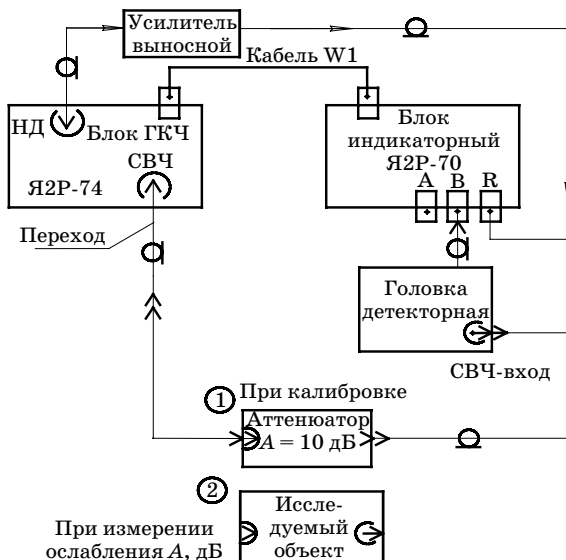 Усилитель
выносной
Кабель W1
НД
Блок ГКЧ
СВЧ
Я2Р-74
Блок
индикаторный
Я2Р-70
A B R
Переход
Головка
детекторная
СВЧ-вход
1 При калибровке
Аттенюатор
A = 10 дБ
2
Иссле-
дуемый
объект
При измерении
ослабления A, дБ